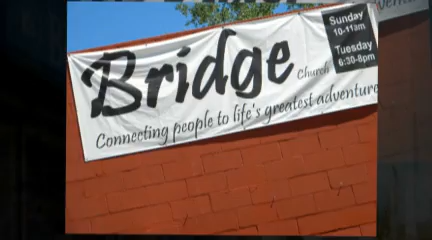 Bridge Church
Connecting people to life's greatest adventure
Sunday
10-11am
Tuesday
6:30-8pm